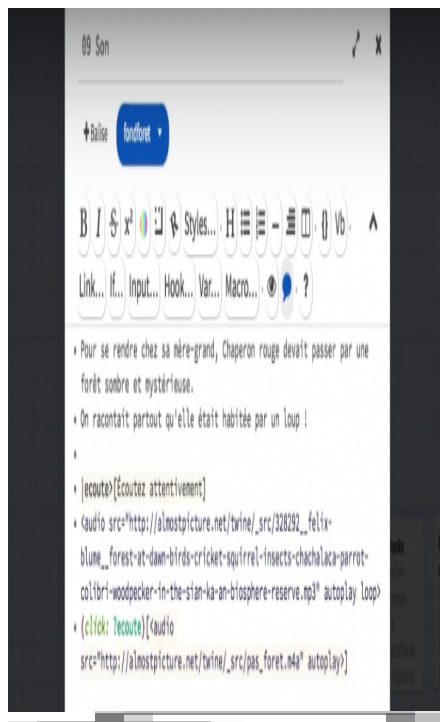 09 Son
+Balise fondforet
B I S x² Styles... H Vb
Link... If... Input... Hook... Var... Macro... ?
Pour se rendre chez sa mère-grand, Chaperon rouge devait passer par une
forêt sombre et mystérieuse.
On racontait partout qu'elle était habitée par un loup !
|ecoute>[Écoutez attentivement]
<audio src="http://almostpicture.net/twine/_src/328292__felix-
blume__forest-at-dawn-birds-cricket-squirrel-insects-chachalaca-parrot-
colibri-woodpecker-in-the-sian-ka-an-biosphere-reserve.mp3" autoplay loop>
(click: ?ecoute)[<audio
src="http://almostpicture.net/twine/_src/pas_foret.m4a" autoplay>]